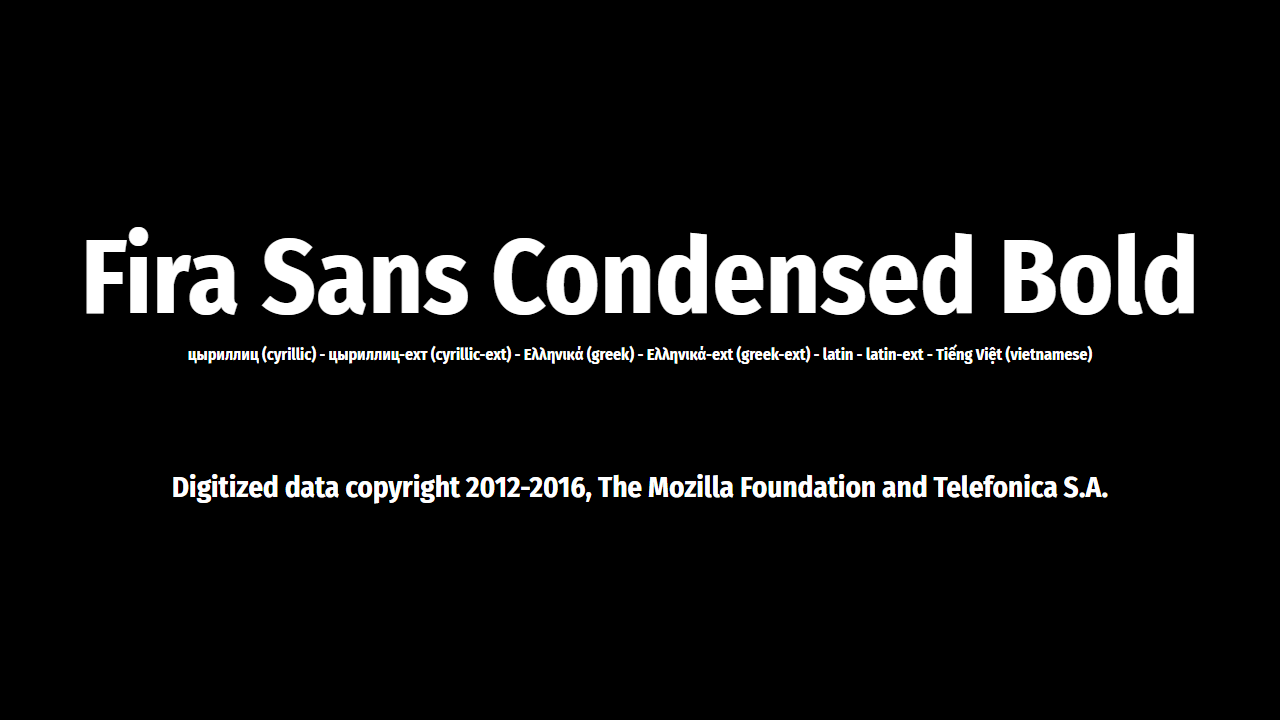 Fira Sans Condensed Bold
цыриллиц (cyrillic) - цыриллиц-ехт (cyrillic-ext) - Ελληνικά (greek) - Ελληνικά-ext (greek-ext) - latin - latin-ext - Tiếng Việt (vietnamese)
Digitized data copyright 2012-2016, The Mozilla Foundation and Telefonica S.A.